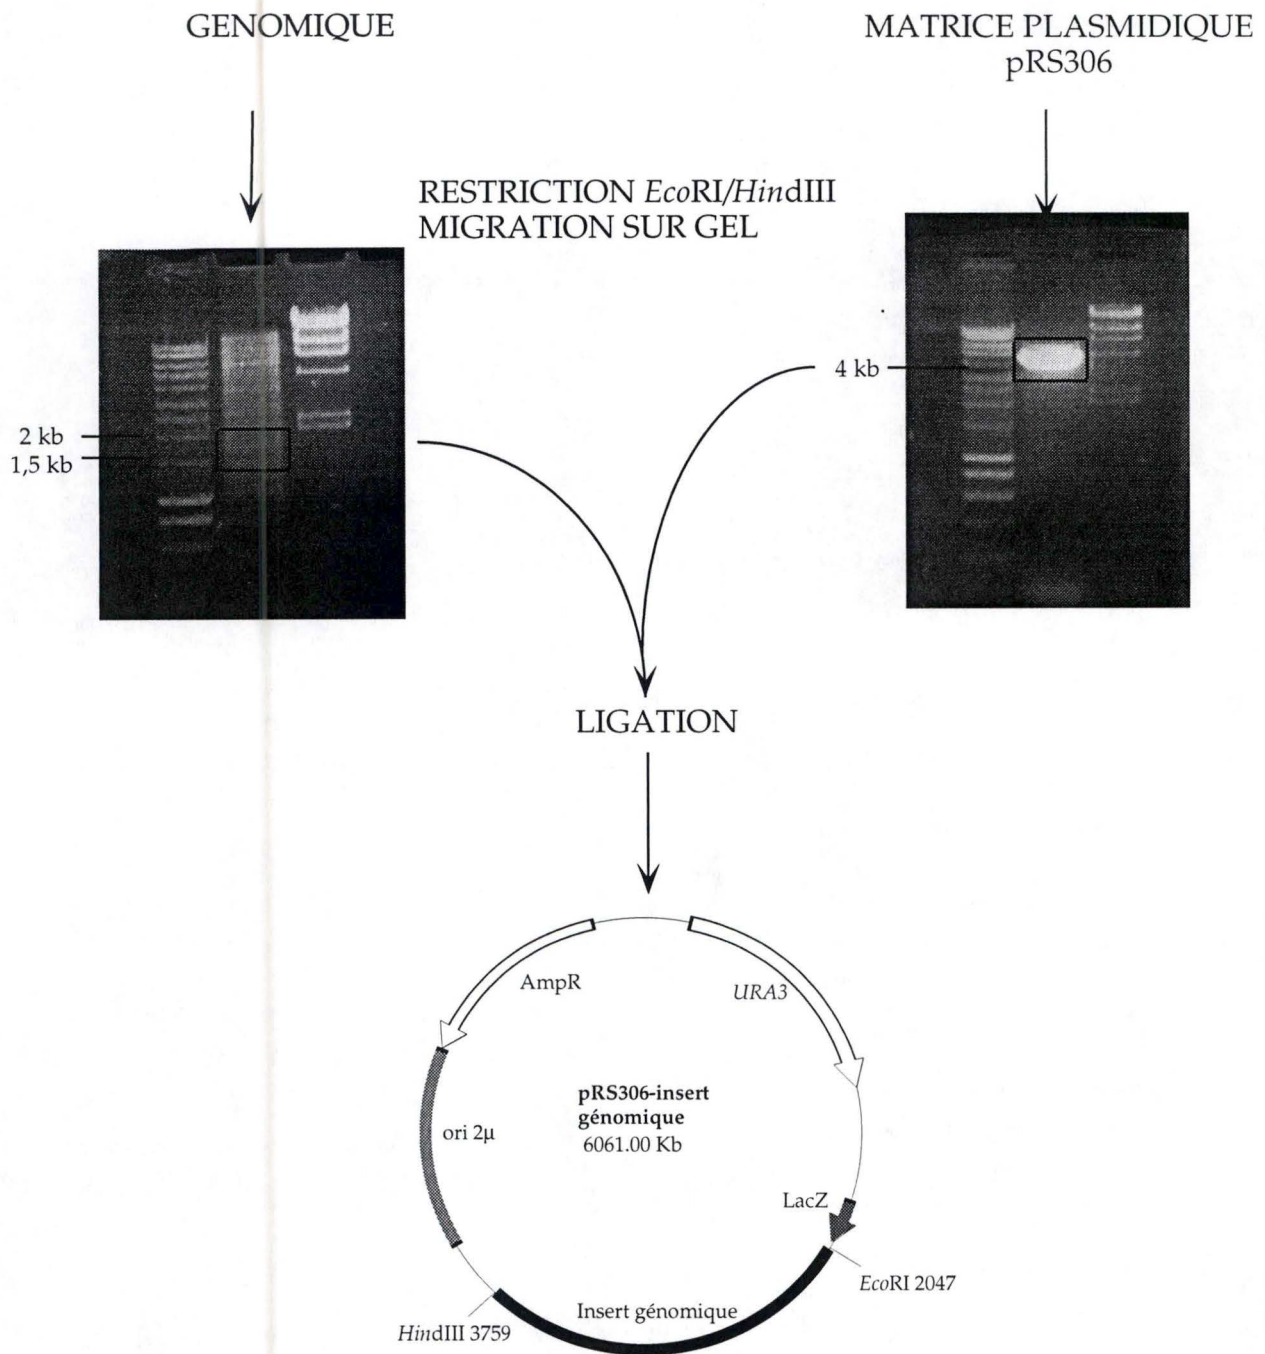 GENOMIQUE
MATRICE PLASMIDIQUE
pRS306
RESTRICTION EcoRI/HindIII
MIGRATION SUR GEL
4 kb
2 kb
1,5 kb
LIGATION
AmpR
URA3
pRS306-insert
génomique
6061.00 Kb
ori 2µ
LacZ
EcoRI 2047
Insert génomique
HindIII 3759